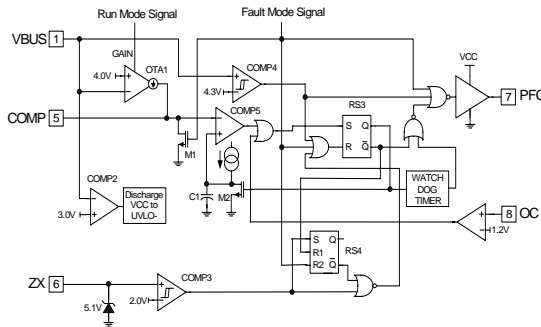 Run Mode Signal
Fault Mode Signal
VBUS 1
GAIN
OTA1
4.0V
COMP4
4.3V
VCC
7 PFC
COMP 5
COMP5
RS3
S Q
R Q
M1
C1
M2
WATCH
DOG
TIMER
COMP2
3.0V
Discharge
VCC to
UVLO-
8 OC
1.2V
S Q
R1
R2 Q
RS4
ZX 6
COMP3
5.1V
2.0V